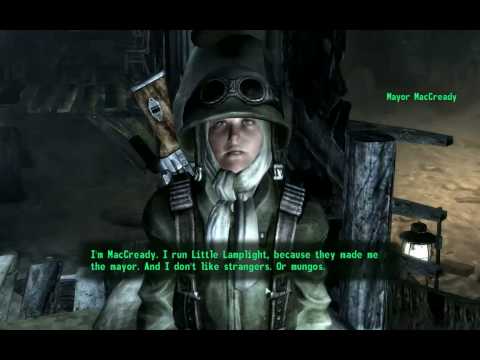 Mayor MacCready
I'm MacCready. I run Little Lamplight, because they made me
the mayor. And I don't like strangers. Or mungos.